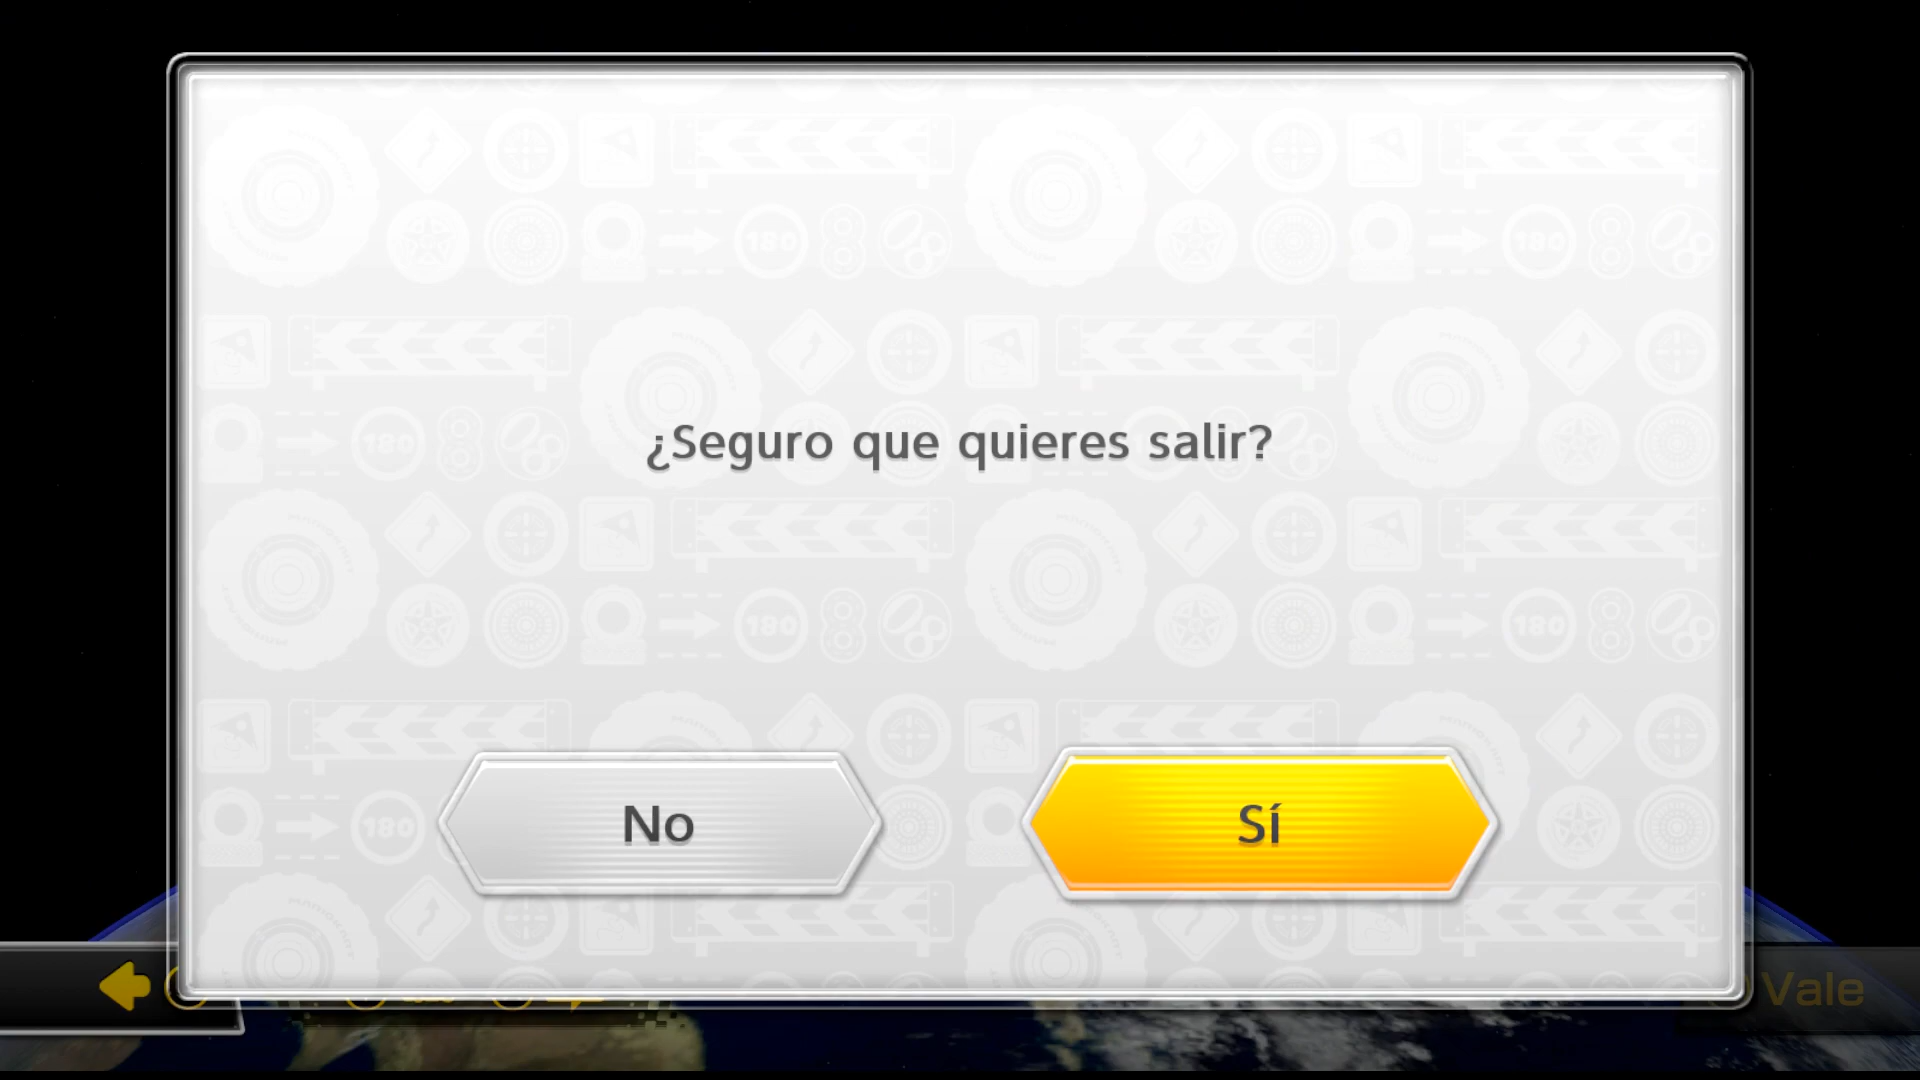 ¿Seguro que quieres salir?
No
Sí
Vale